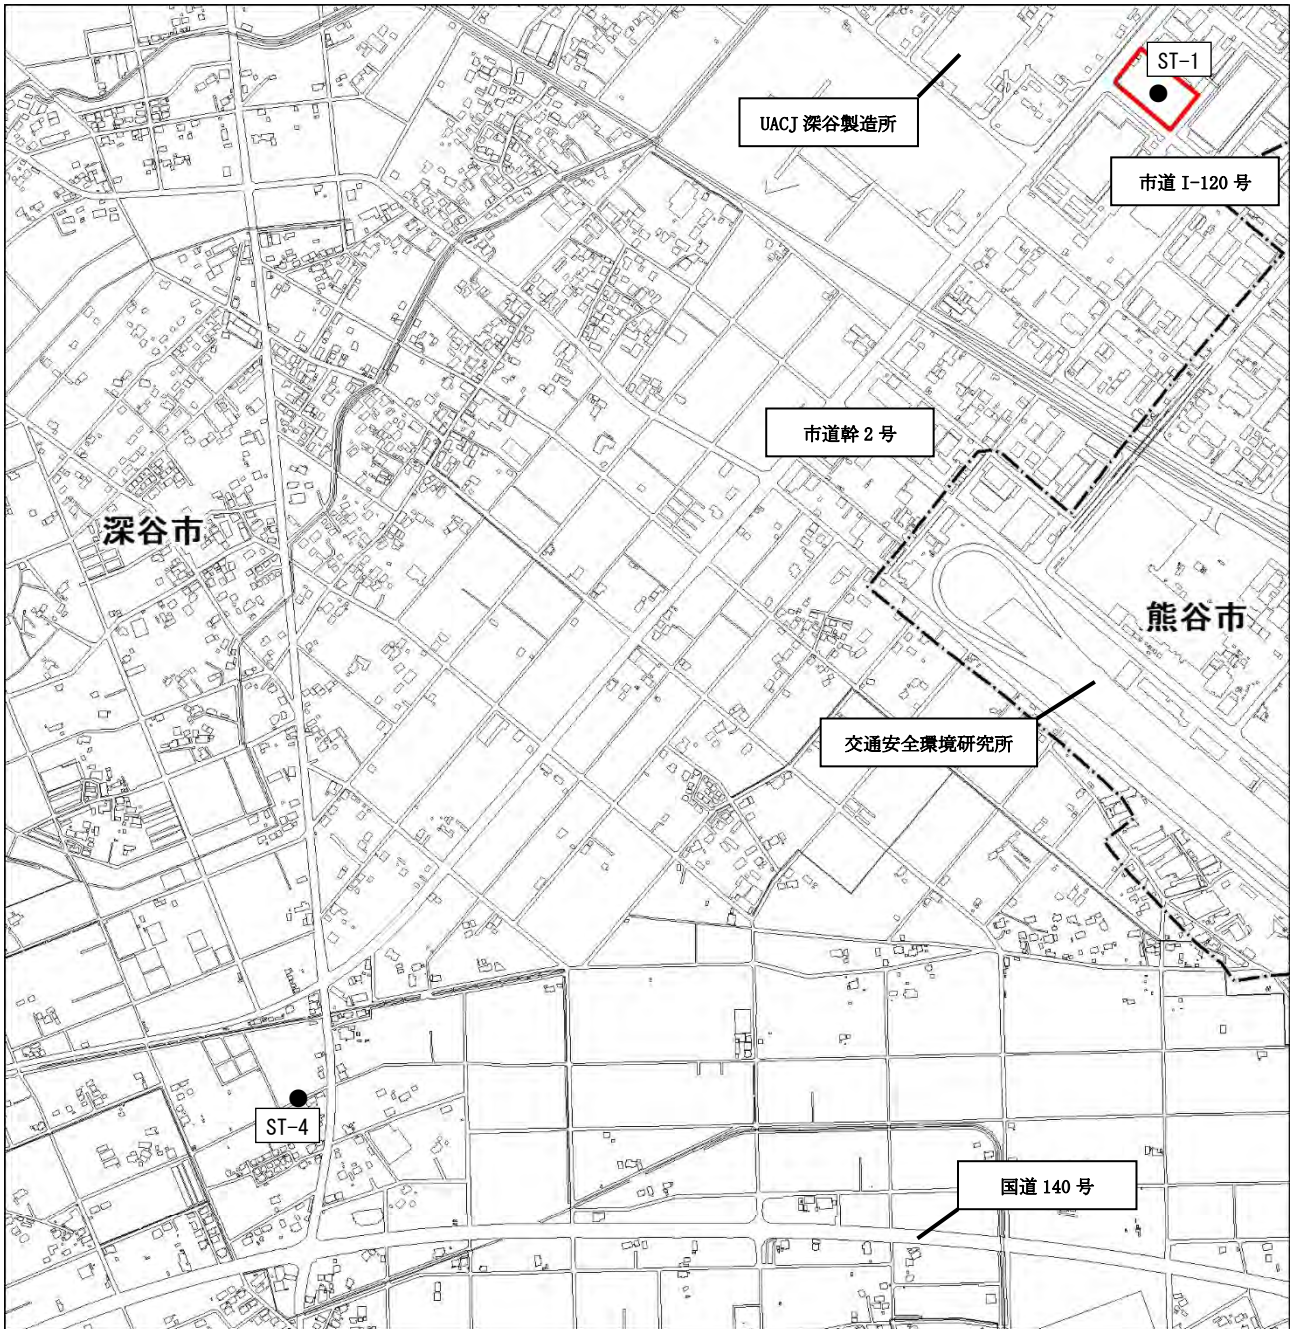 ST-1
UACJ 深谷製造所
市道 I-120 号
市道幹 2 号
深谷市
熊谷市
交通安全環境研究所
ST-4
国道 140 号